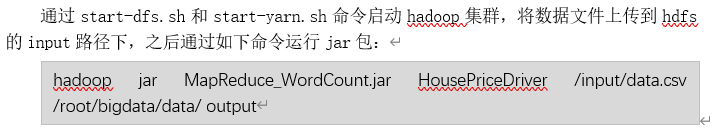 通过 start-dfs.sh 和 start-yarn.sh 命令启动 hadoop 集群，将数据文件上传到 hdfs
的 input 路径下，之后通过如下命令运行 jar 包：
hadoop jar MapReduce_WordCount.jar HousePriceDriver /input/data.csv
/root/bigdata/data/ output